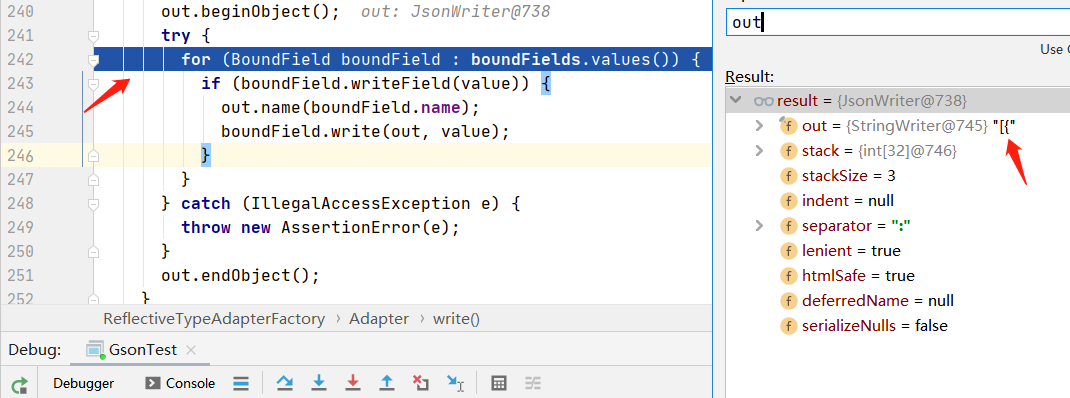 240 out.beginObject(); out: JsonWriter@738
241 try {
242 for (BoundField boundField : boundFields.values()) {
243 if (boundField.writeField(value)) {
244 out.name(boundField.name);
245 boundField.write(out, value);
246 }
247 }
248 } catch (IllegalAccessException e) {
249 throw new AssertionError(e);
250 }
251 out.endObject();
252 }
ReflectiveTypeAdapterFactory › Adapter › write()
Debug: GsonTest ×
Debugger Console
out
Use
Result:
result = {JsonWriter@738}
f out = {StringWriter@745} "[{"
f stack = {int[32]@746}
f stackSize = 3
f indent = null
f separator = ":"
f lenient = true
f htmlSafe = true
f deferredName = null
f serializeNulls = false